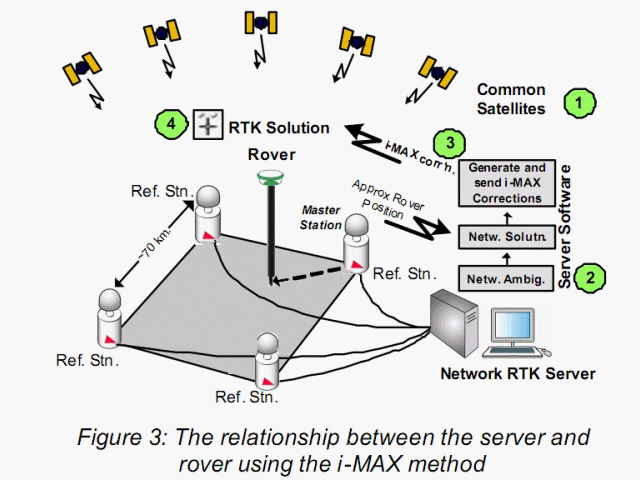 Common
Satellites
1
4
RTK Solution
3
i-MAX corr'n.
Rover
Generate and
send i-MAX
Corrections
Server Software
Ref. Stn.
Approx Rover
Position
Master
Station
Netw. Solutn.
~70 km.
Ref. Stn.
Netw. Ambig.
2
Ref. Stn.
Network RTK Server
Ref. Stn.
Figure 3: The relationship between the server and
rover using the i-MAX method